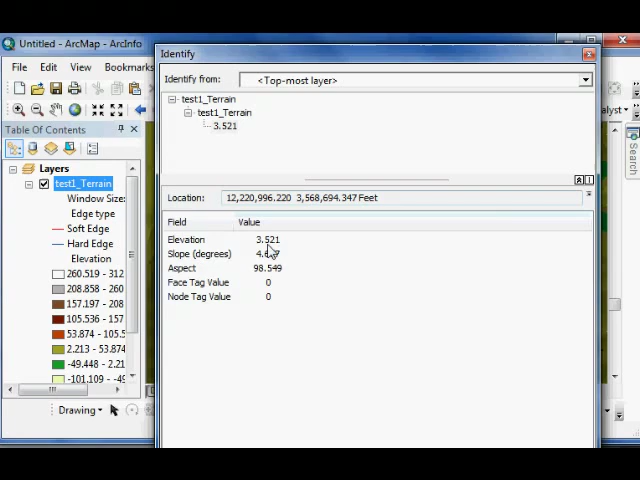 Untitled - ArcMap - ArcInfo
File Edit View Bookmarks
Table Of Contents
Layers
test1_Terrain
Window Size:
Edge type
Soft Edge
Hard Edge
Elevation
260.519 - 312
208.858 - 260
157.197 - 208
105.536 - 157
53.874 - 105.5
2.213 - 53.874
-49.448 - 2.21
-101.109 - -49
Drawing
Identify
Identify from: <Top-most layer>
test1_Terrain
test1_Terrain
3.521
Location: 12,220,996.220 3,568,694.347 Feet
Field Value
Elevation 3.521
Slope (degrees)
Aspect 98.549
Face Tag Value 0
Node Tag Value 0
alyst
Search